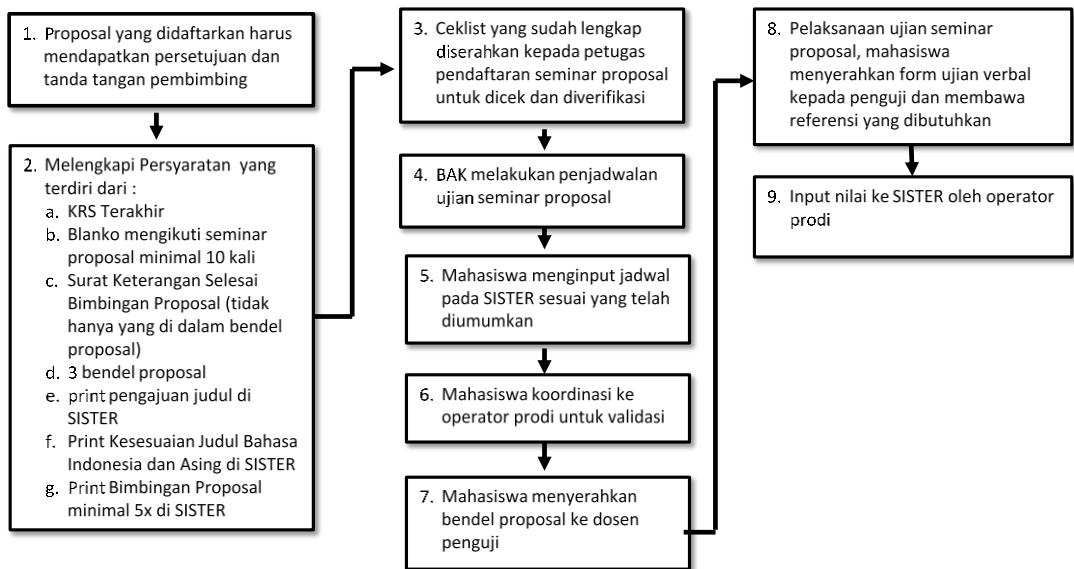 1. Proposal yang didaftarkan harus
mendapatkan persetujuan dan
tanda tangan pembimbing
2. Melengkapi Persyaratan yang
terdiri dari :
a. KRS Terakhir
b. Blanko mengikuti seminar
proposal minimal 10 kali
c. Surat Keterangan Selesai
Bimbingan Proposal (tidak
hanya yang di dalam bendel
proposal)
d. 3 bendel proposal
e. print pengajuan judul di
SISTER
f. Print Kesesuaian Judul Bahasa
Indonesia dan Asing di SISTER
g. Print Bimbingan Proposal
minimal 5x di SISTER
3. Ceklist yang sudah lengkap
diserahkan kepada petugas
pendaftaran seminar proposal
untuk dicek dan diverifikasi
4. BAK melakukan penjadwalan
ujian seminar proposal
5. Mahasiswa menginput jadwal
pada SISTER sesuai yang telah
diumumkan
6. Mahasiswa koordinasi ke
operator prodi untuk validasi
7. Mahasiswa menyerahkan
bendel proposal ke dosen
penguji
8. Pelaksanaan ujian seminar
proposal, mahasiswa
menyerahkan form ujian verbal
kepada penguji dan membawa
referensi yang dibutuhkan
9. Input nilai ke SISTER oleh operator
prodi